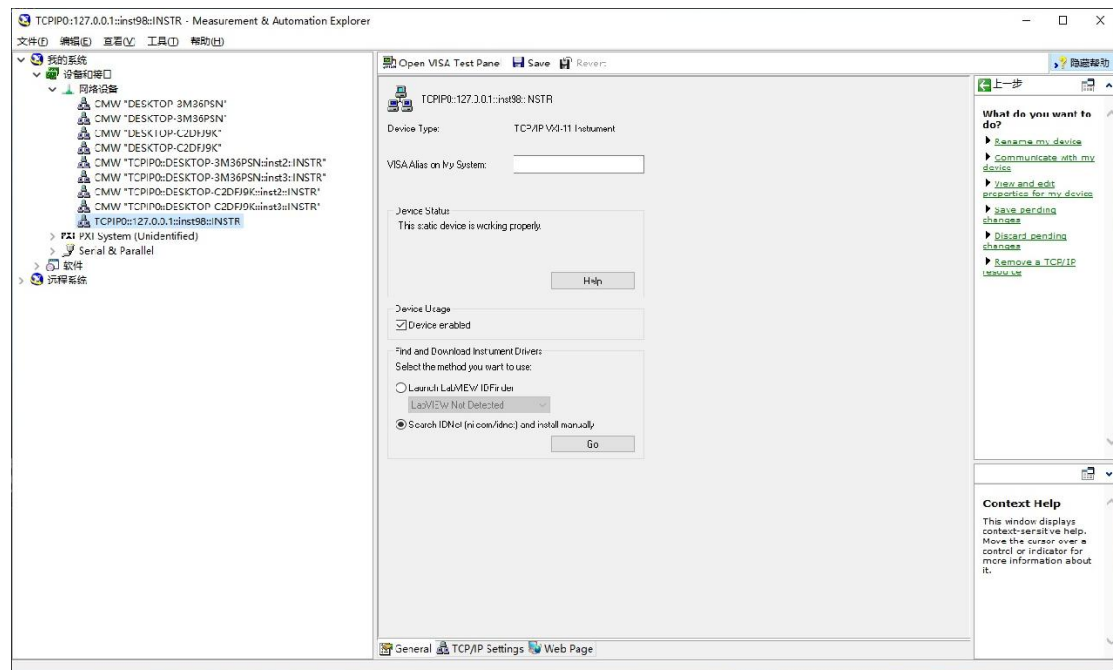 TCPIP0::127.0.0.1::inst98::INSTR - Measurement & Automation Explorer
文件(F) 编辑(E) 查看(V) 工具(T) 帮助(H)
我的系统
设备和接口
网络设备
CMW "DESKTOP-3M36PSN"
CMW "DESKTOP-3M36PSN"
CMW "DESKTOP-C2DFJ9K"
CMW "DESKTOP-C2DFJ9K"
CMW "TCPIP0::DESKTOP-3M36PSN::inst2::INSTR"
CMW "TCPIP0::DESKTOP-3M36PSN::inst3::INSTR"
CMW "TCPIP0::DESKTOP-C2DFJ9K::inst2::INSTR"
CMW "TCPIP0::DESKTOP-C2DFJ9K::inst3::INSTR"
TCPIP0::127.0.0.1::inst98::INSTR
PXI PXI System (Unidentified)
Serial & Parallel
软件
远程系统
Open VISA Test Panel Save Revert
TCPIP0::127.0.0.1::inst98::INSTR
Device Type: TCP/IP VXI-11 Instrument
VISA Alias on My System:
Device Status
This static device is working properly.
Help
Device Usage
Device enabled
Find and Download Instrument Drivers
Select the method you want to use:
Launch LabVIEW IDFinder
LabVIEW Not Detected
Search IDNet (ni.com/idnet) and install manually
Go
General TCP/IP Settings Web Page
隐藏帮助
上一步
What do you want to
do?
Rename my device
Communicate with my
device
View and edit
properties for my device
Save pending
changes
Discard pending
changes
Remove a TCP/IP
resource
Context Help
This window displays
context-sensitive help.
Move the cursor over a
control or indicator for
more information about
it.